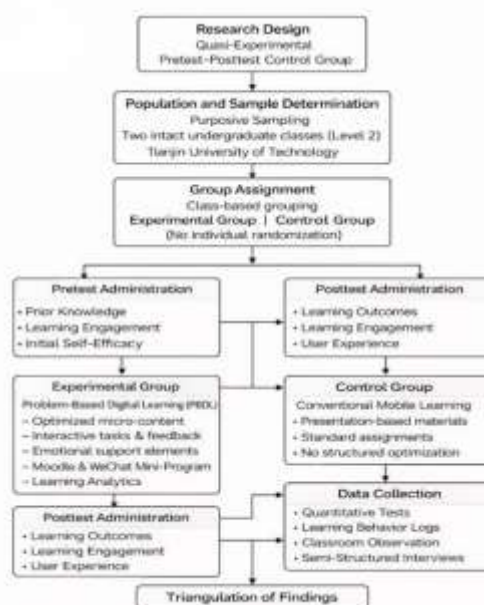 Research Design
Quasi-Experimental
Pretest-Posttest Control Group
Population and Sample Determination
Purposive Sampling
Two intact undergraduate classes (Level 2)
Tianjin University of Technology
Group Assignment
Class-based grouping
Experimental Group | Control Group
(No individual randomization)
Pretest Administration
• Prior Knowledge
• Learning Engagement
• Initial Self-Efficacy
Posttest Administration
• Learning Outcomes
• Learning Engagement
• User Experience
Experimental Group
Problem-Based Digital Learning (PBDL)
– Optimized micro-content
– Interactive tasks & feedback
– Emotional support elements
– Moodle & WeChat Mini-Program
– Learning Analytics
Control Group
Conventional Mobile Learning
• Presentation-based materials
• Standard assignments
• No structured optimization
Posttest Administration
• Learning Outcomes
• Learning Engagement
• User Experience
Data Collection
• Quantitative Tests
• Learning Behavior Logs
• Classroom Observation
• Semi-Structured Interviews
Triangulation of Findings